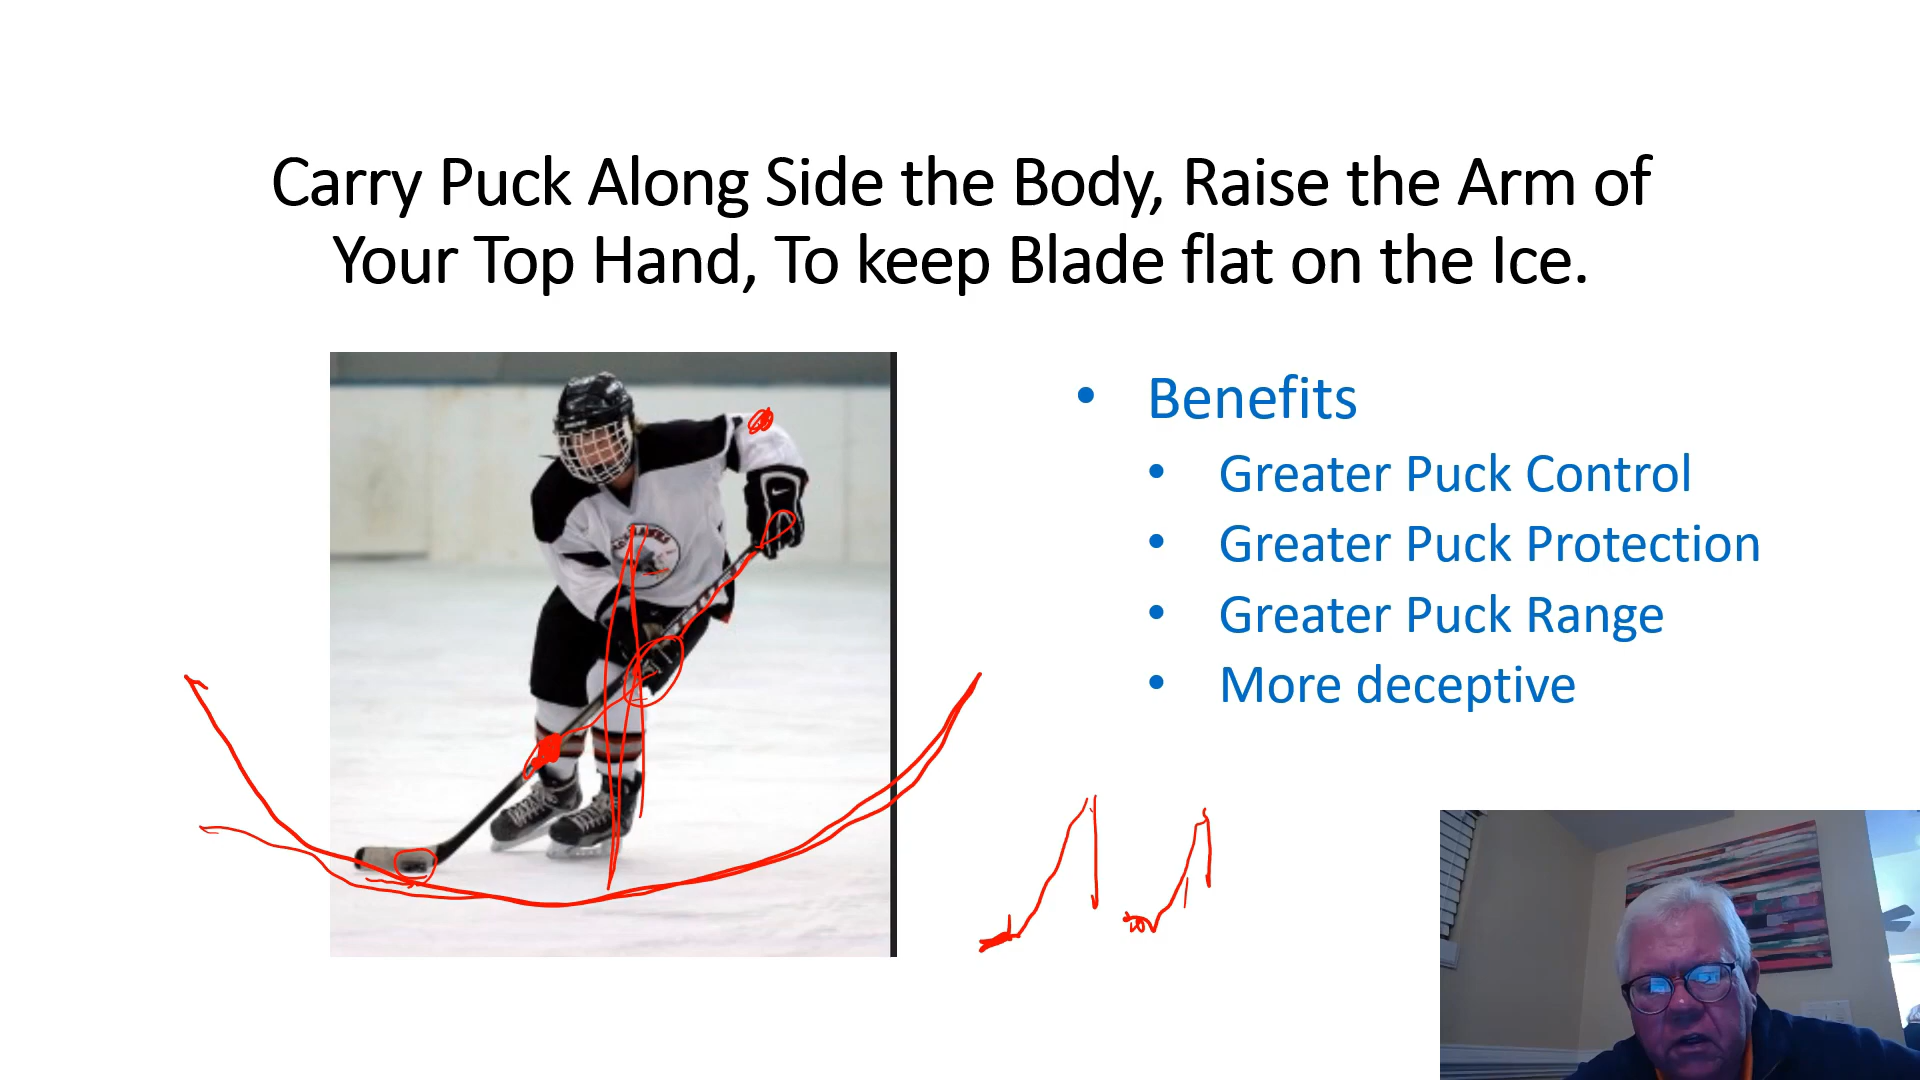 Carry Puck Along Side the Body, Raise the Arm of
Your Top Hand, To keep Blade flat on the Ice.
• Benefits
• Greater Puck Control
• Greater Puck Protection
• Greater Puck Range
• More deceptive